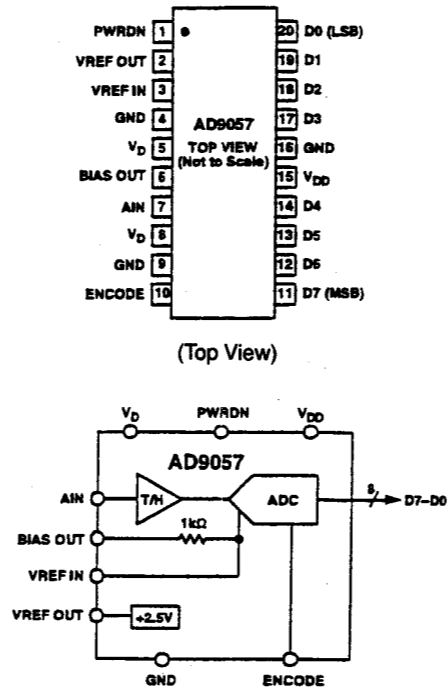 PWRDN 1 20 D0 (LSB)
VREF OUT 2 19 D1
VREF IN 3 18 D2
GND 4 17 D3
AD9057
TOP VIEW
(Not to Scale)
16 GND
VD 5 15 VDD
BIAS OUT 6 14 D4
AIN 7 13 D5
VD 8 12 D6
GND 9 11 D7 (MSB)
ENCODE 10
(Top View)
VD PWRDN VDD
AD9057
AIN T/H ADC 8 D7–D0
1kΩ
BIAS OUT
VREF IN
VREF OUT +2.5V
GND ENCODE